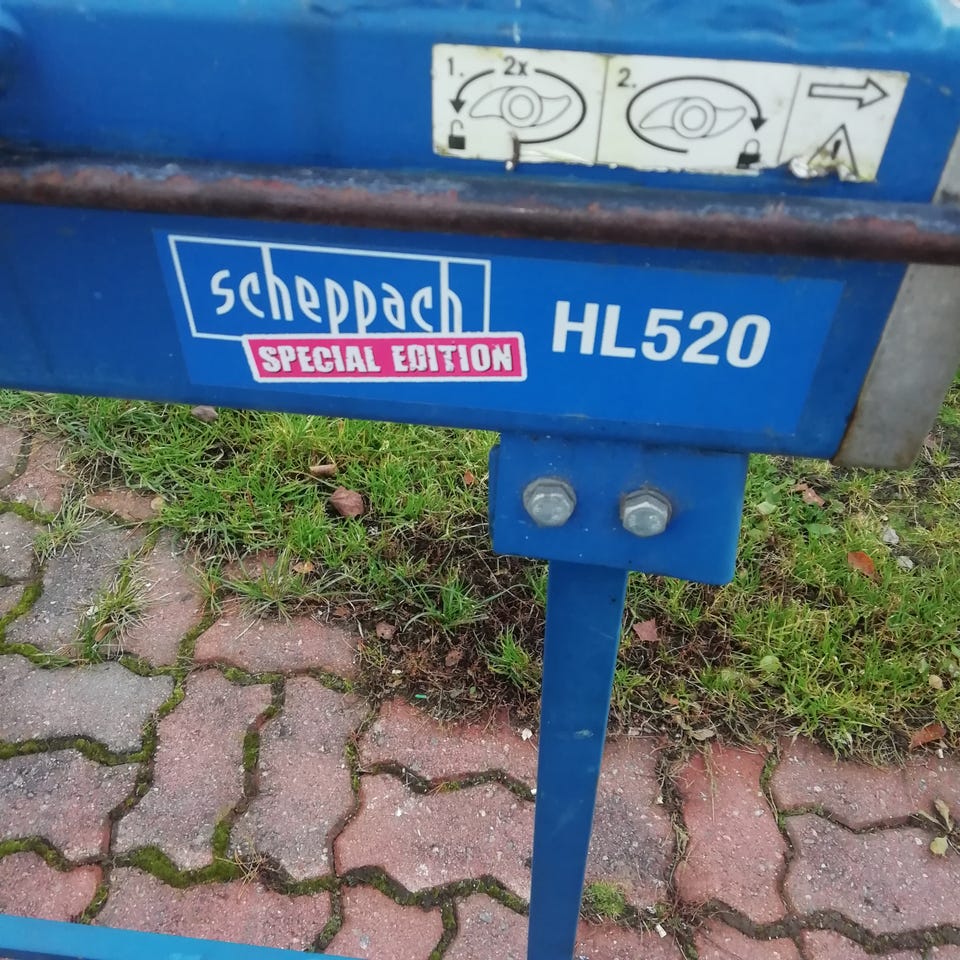 1. 2x 2.
scheppach
SPECIAL EDITION
HL520